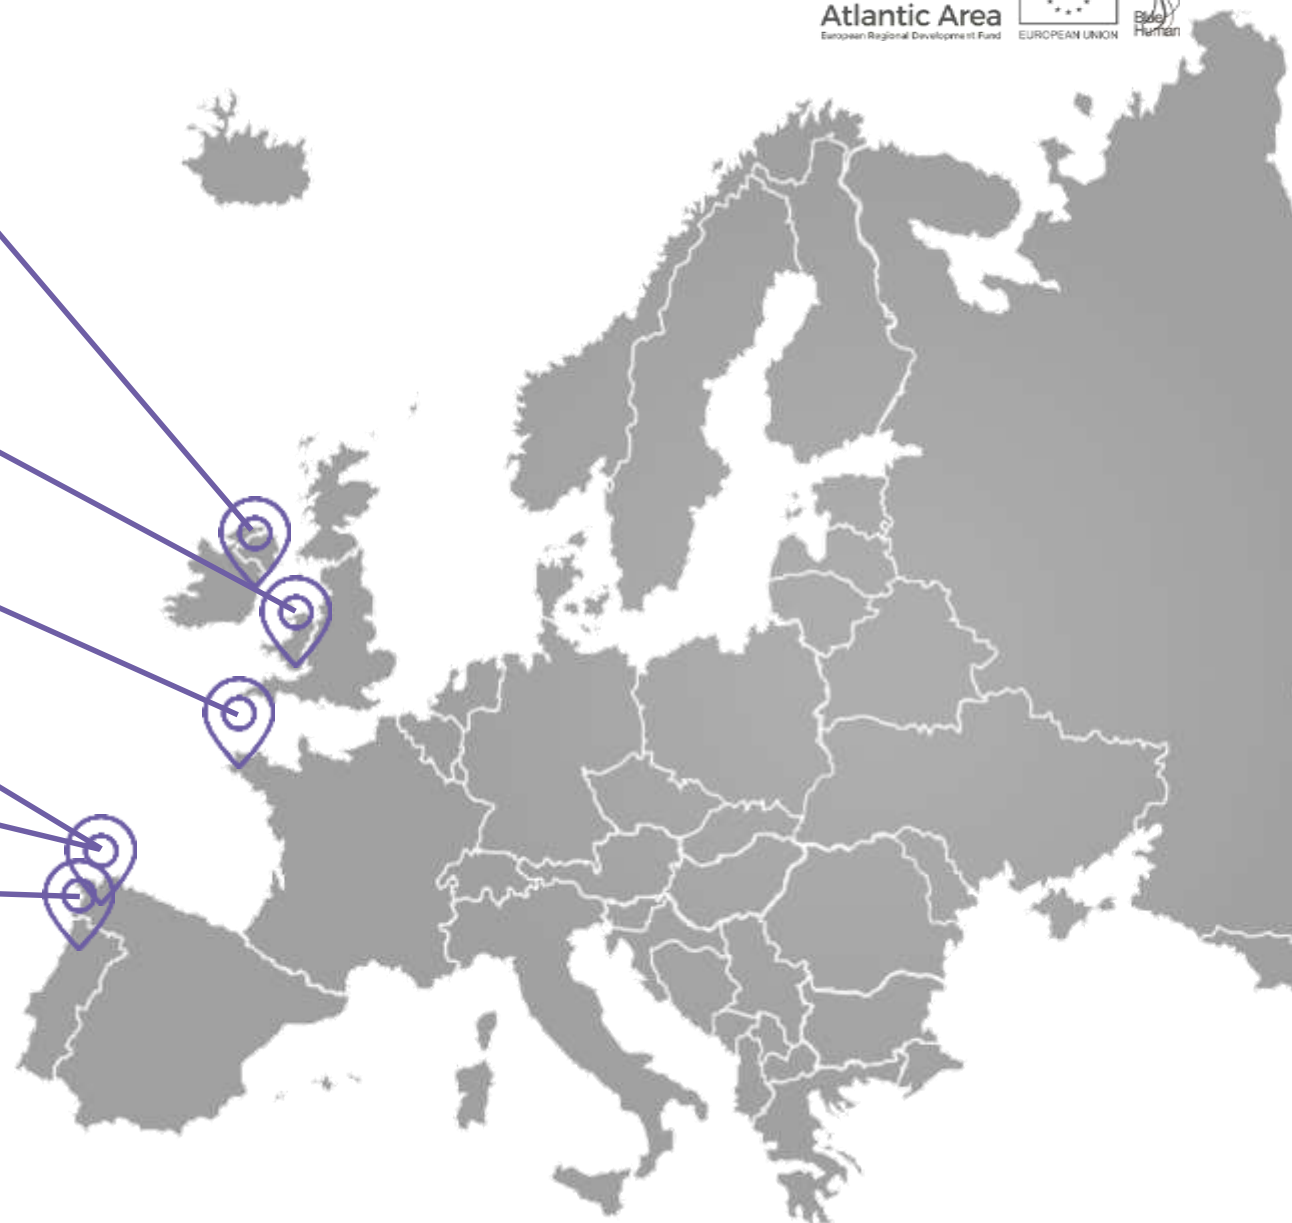 Atlantic Area
European Regional Development Fund
EUROPEAN UNION
Blue
Human